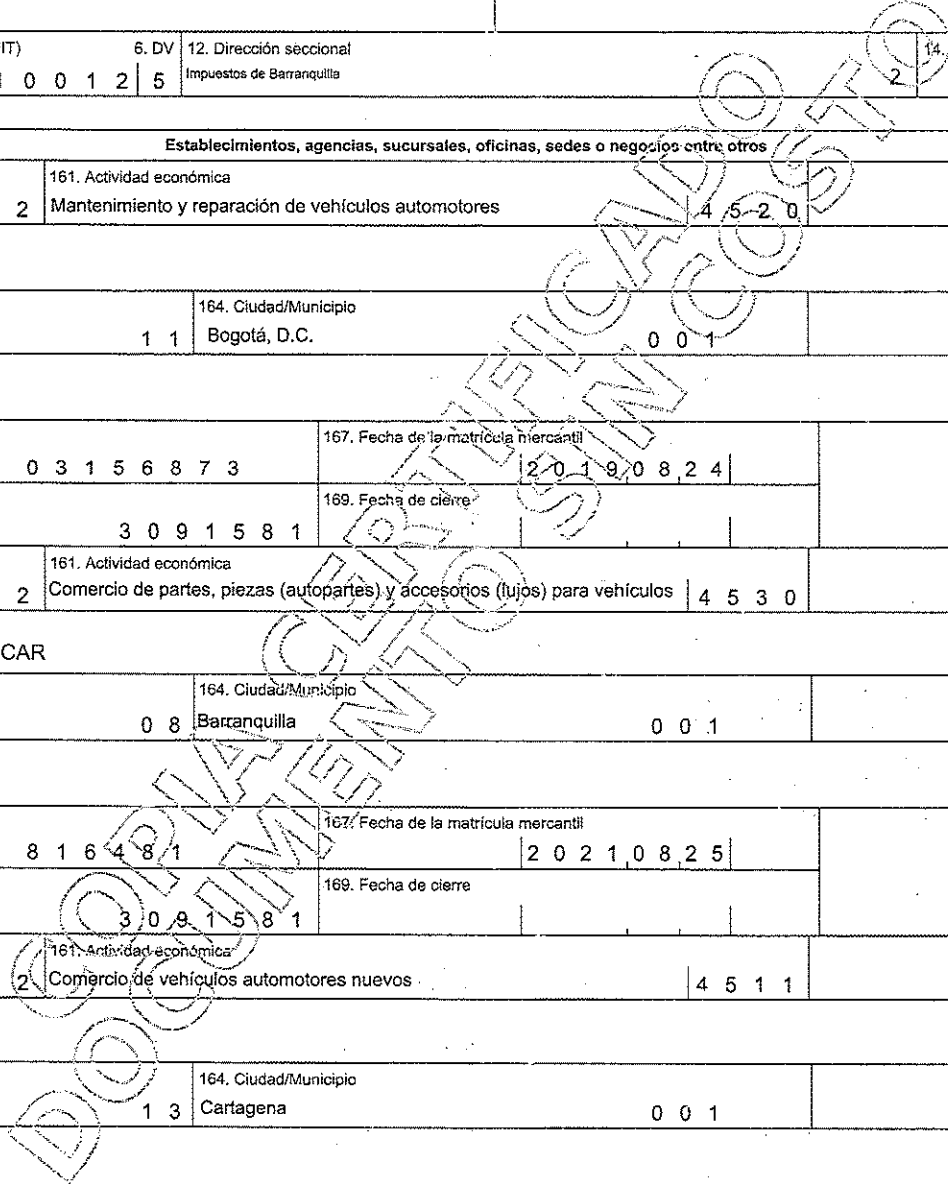 IT) 6. DV 12. Dirección seccional 14.
0 0 1 2 5 Impuestos de Barranquilla 2
Establecimientos, agencias, sucursales, oficinas, sedes o negocios entre otros
161. Actividad económica
2 Mantenimiento y reparación de vehículos automotores 4 5 2 0
164. Ciudad/Municipio
1 1 Bogotá, D.C. 0 0 1
167. Fecha de la matrícula mercantil
0 3 1 5 6 8 7 3 2 0 1 9 0 8 2 4
169. Fecha de cierre
3 0 9 1 5 8 1
161. Actividad económica
2 Comercio de partes, piezas (autopartes) y accesorios (lujos) para vehículos 4 5 3 0
CAR
164. Ciudad/Municipio
0 8 Barranquilla 0 0 1
167. Fecha de la matrícula mercantil
8 1 6 4 8 1 2 0 2 1 0 8 2 5
169. Fecha de cierre
3 0 9 1 5 8 1
161. Actividad económica
2 Comercio de vehículos automotores nuevos 4 5 1 1
164. Ciudad/Municipio
1 3 Cartagena 0 0 1
COPIA CERTIFICADO
DOCUMENTO SIN COSTO